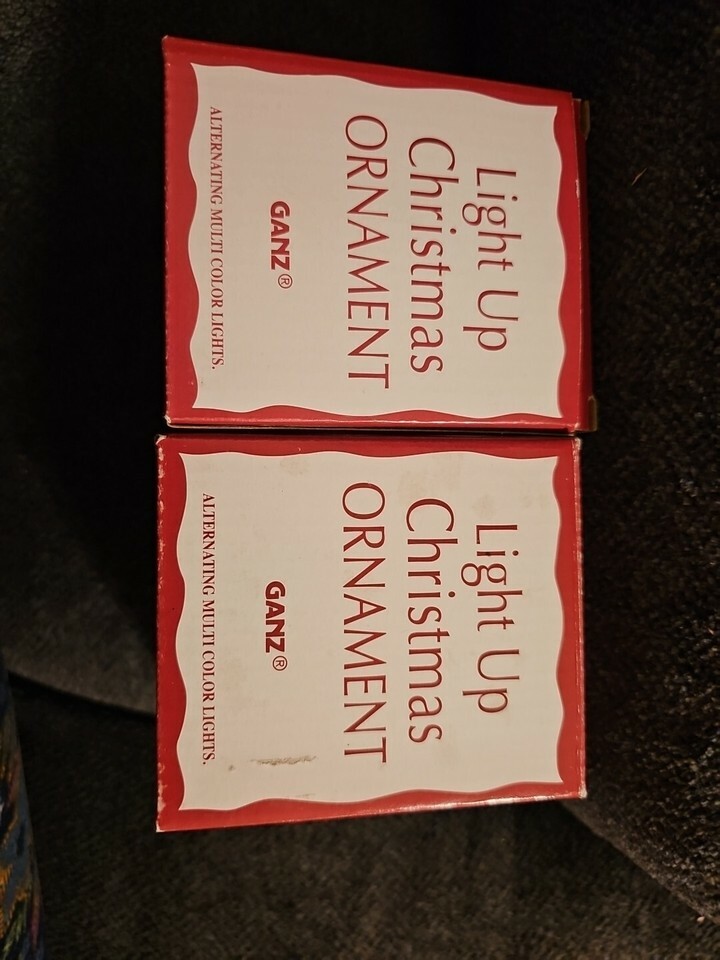 Light Up
Christmas
ORNAMENT
GANZ®
ALTERNATING MULTI COLOR LIGHTS.
Light Up
Christmas
ORNAMENT
GANZ®
ALTERNATING MULTI COLOR LIGHTS.